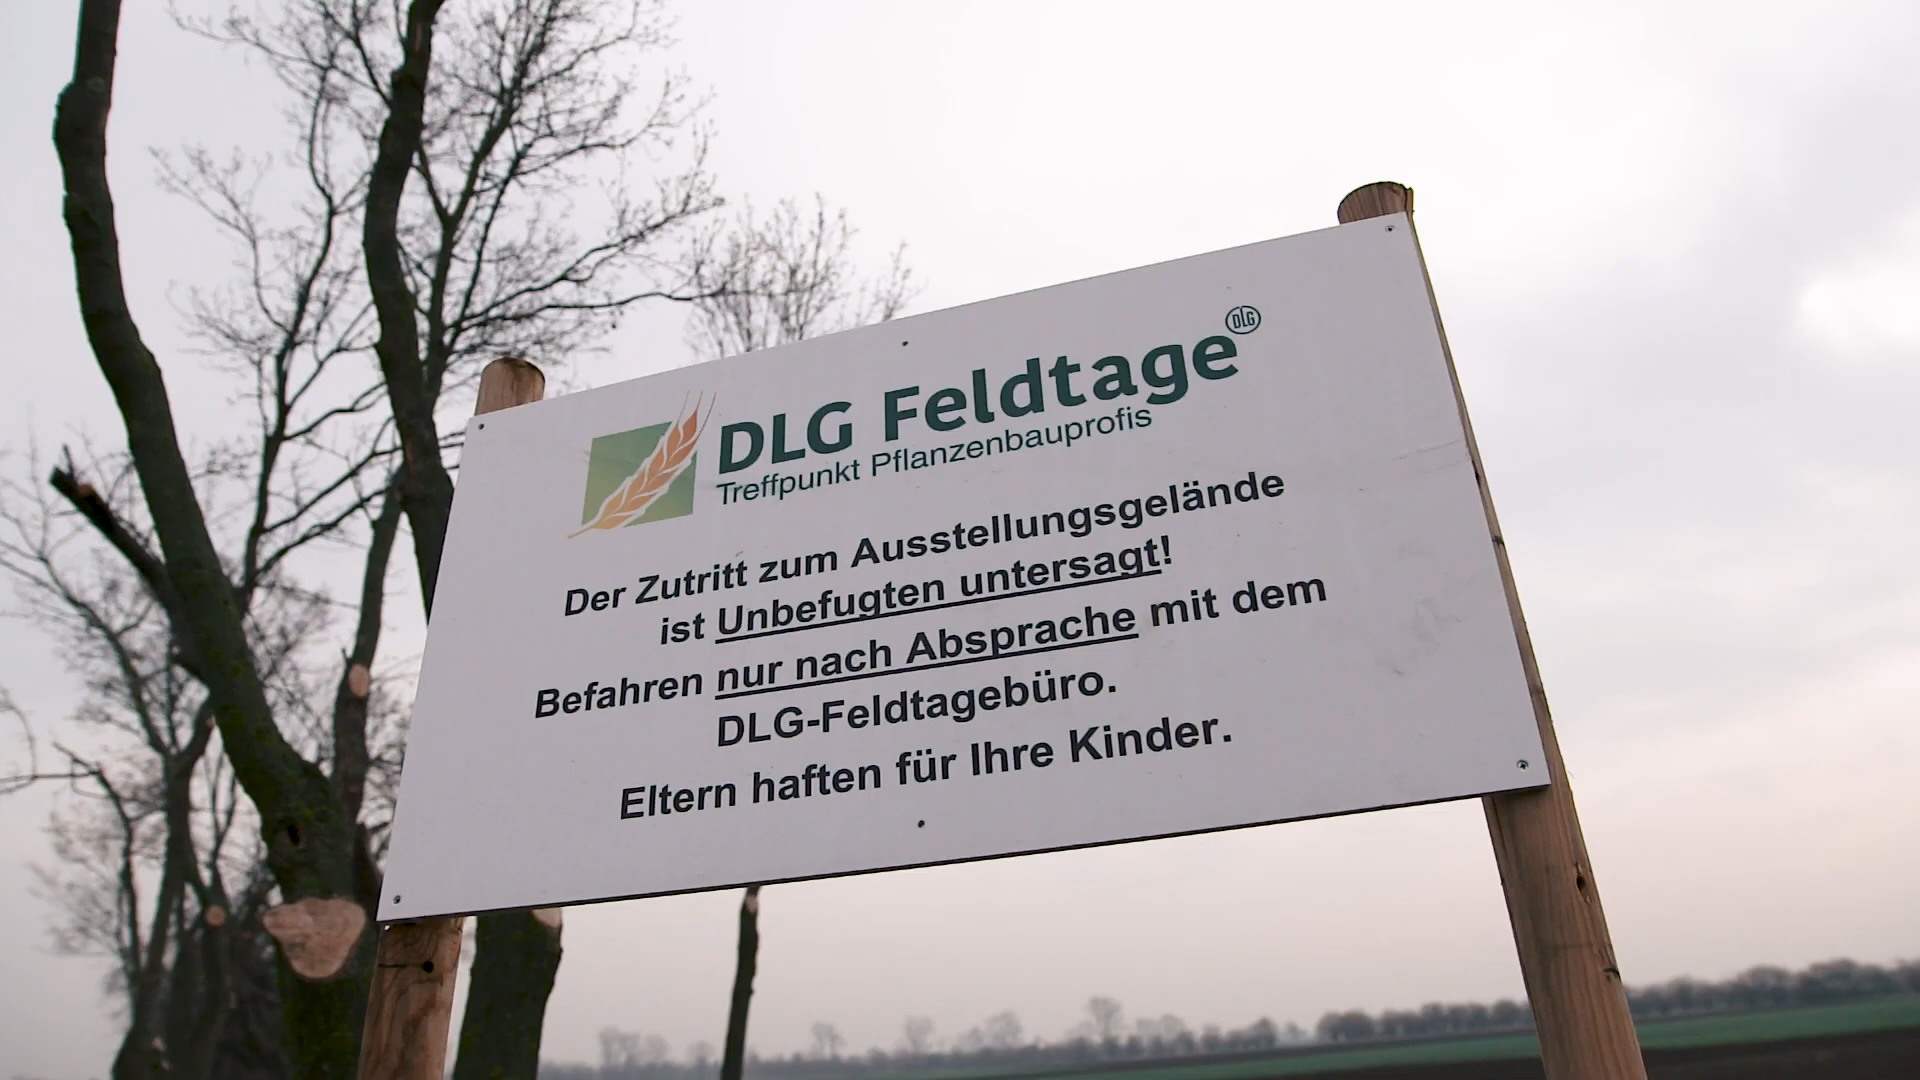 DLG Feldtage DLG
Treffpunkt Pflanzenbauprofis
Der Zutritt zum Ausstellungsgelände
ist Unbefugten untersagt!
Befahren nur nach Absprache mit dem
DLG-Feldtagebüro.
Eltern haften für Ihre Kinder.